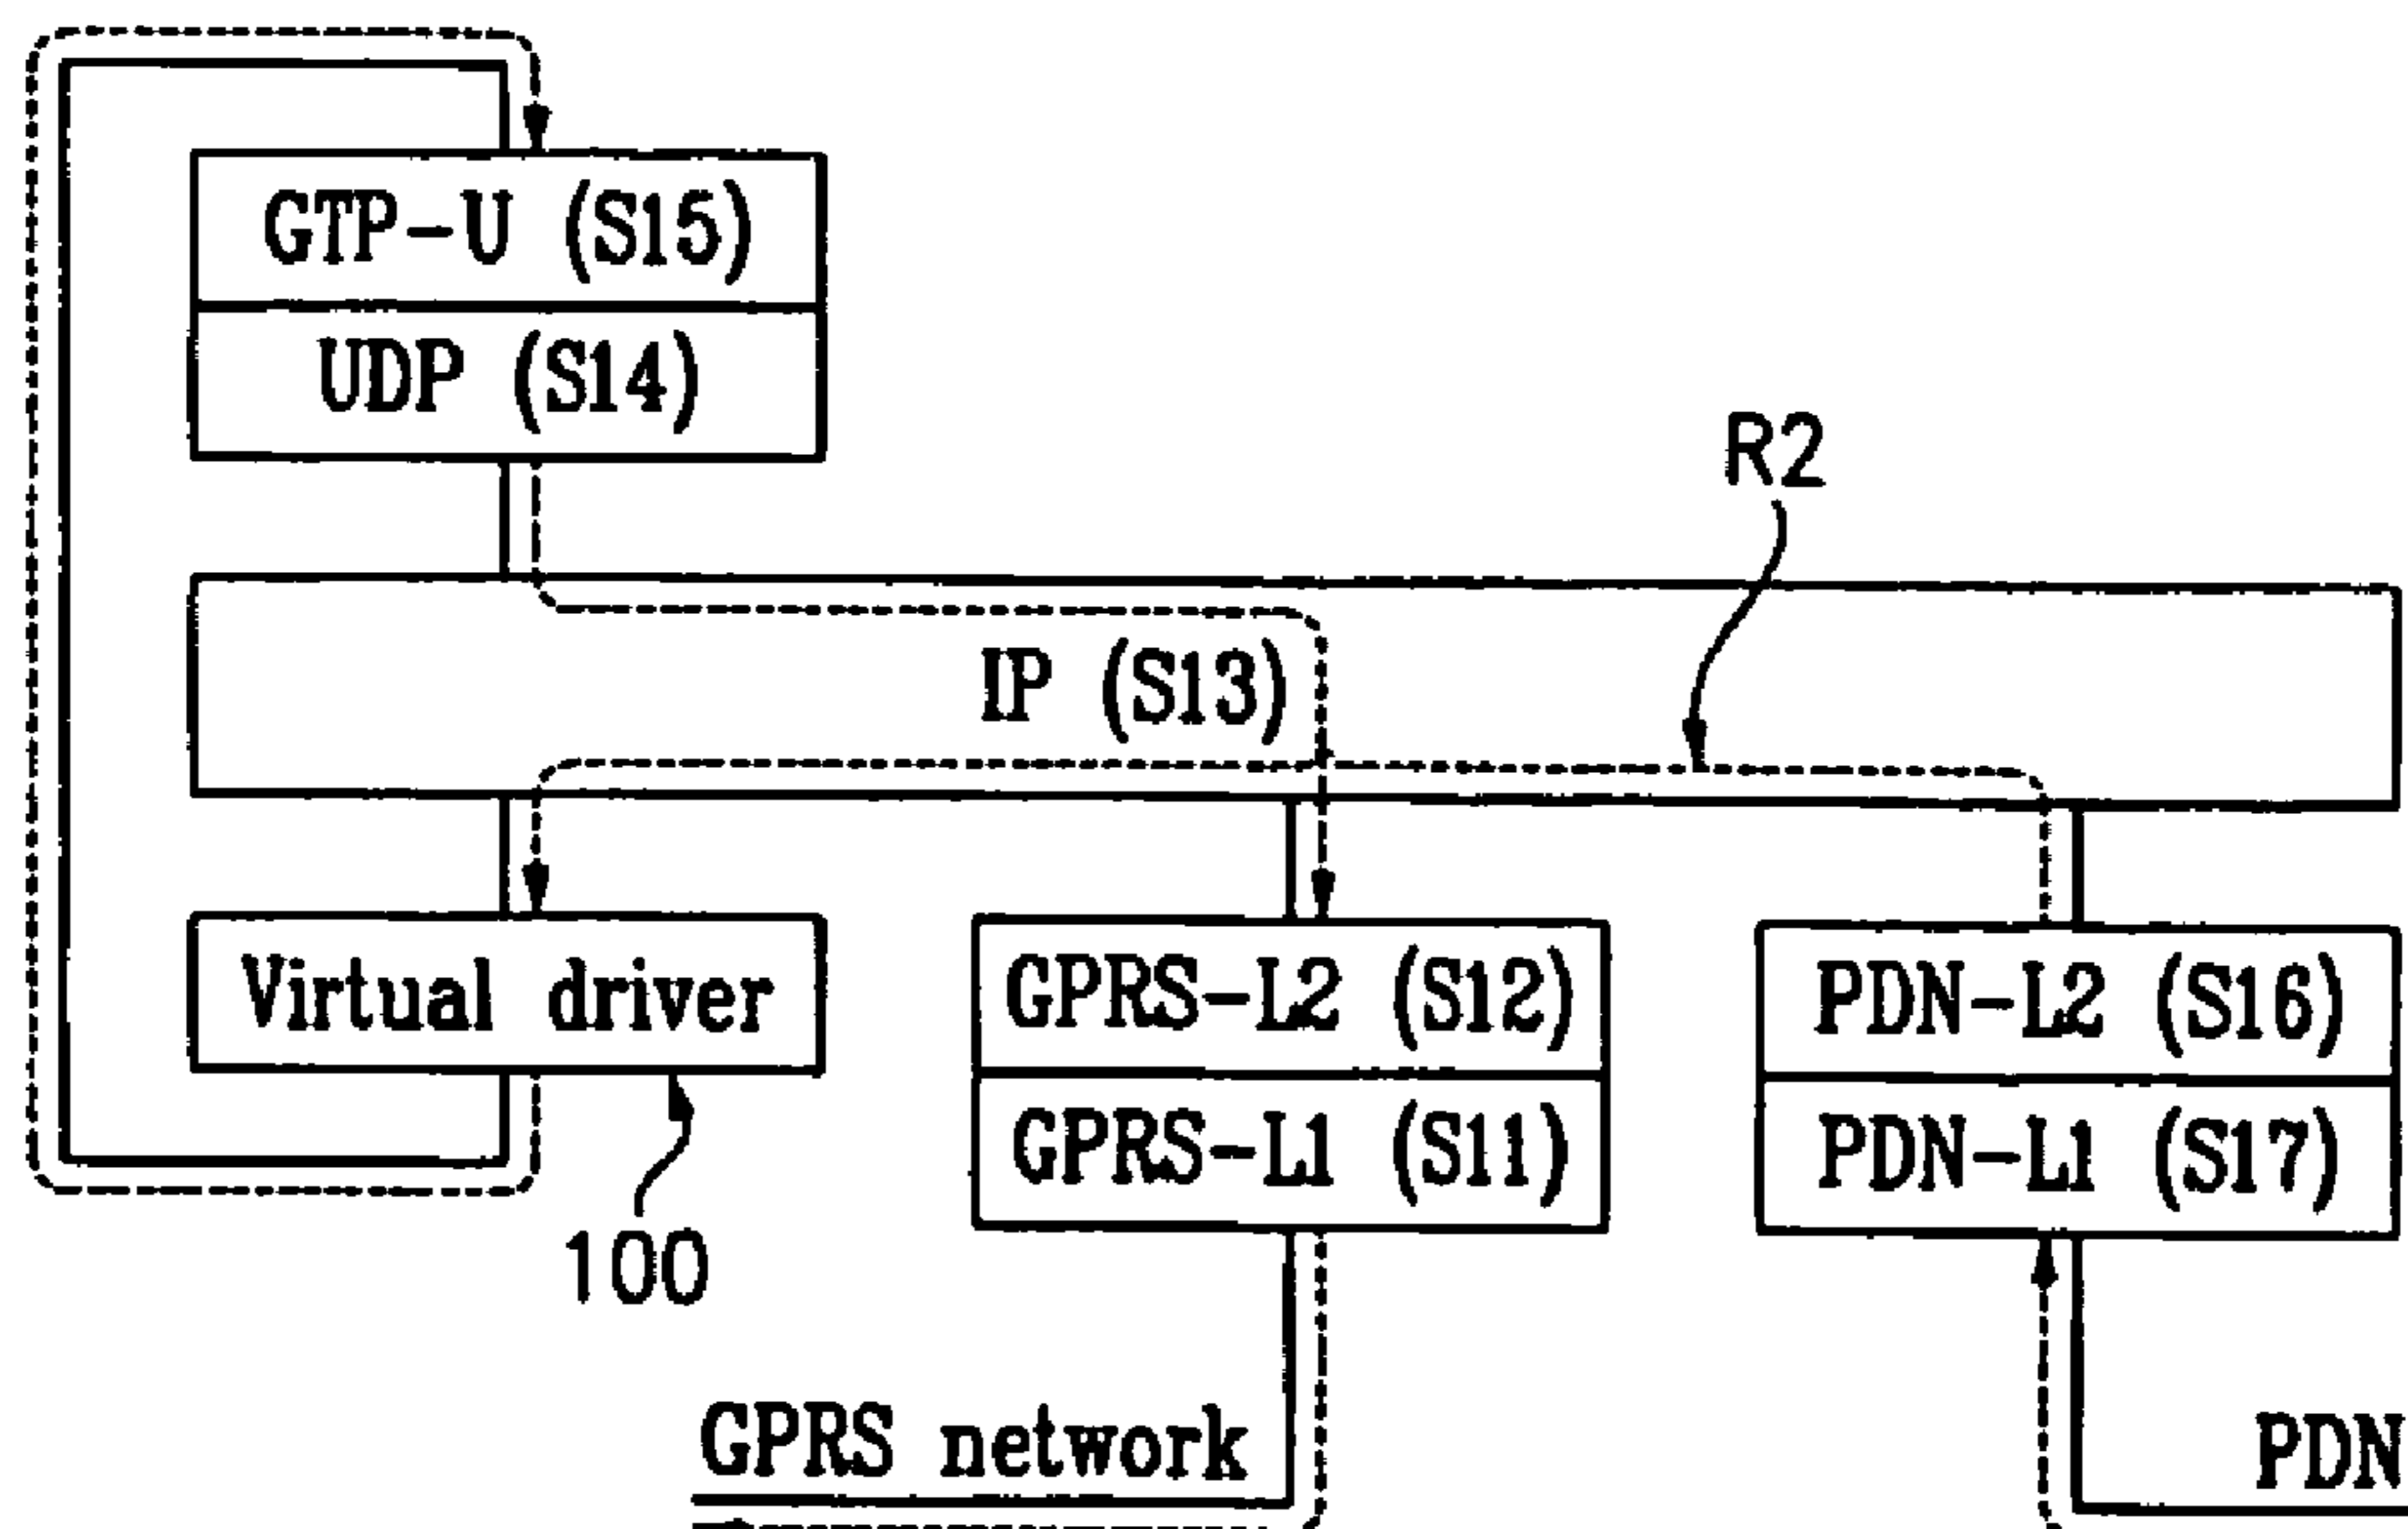 GTP-U (S15)
UDP (S14)
R2
IP (S13)
Virtual driver
GPRS-L2 (S12)
PDN-L2 (S16)
GPRS-L1 (S11)
PDN-L1 (S17)
100
GPRS network
PDN